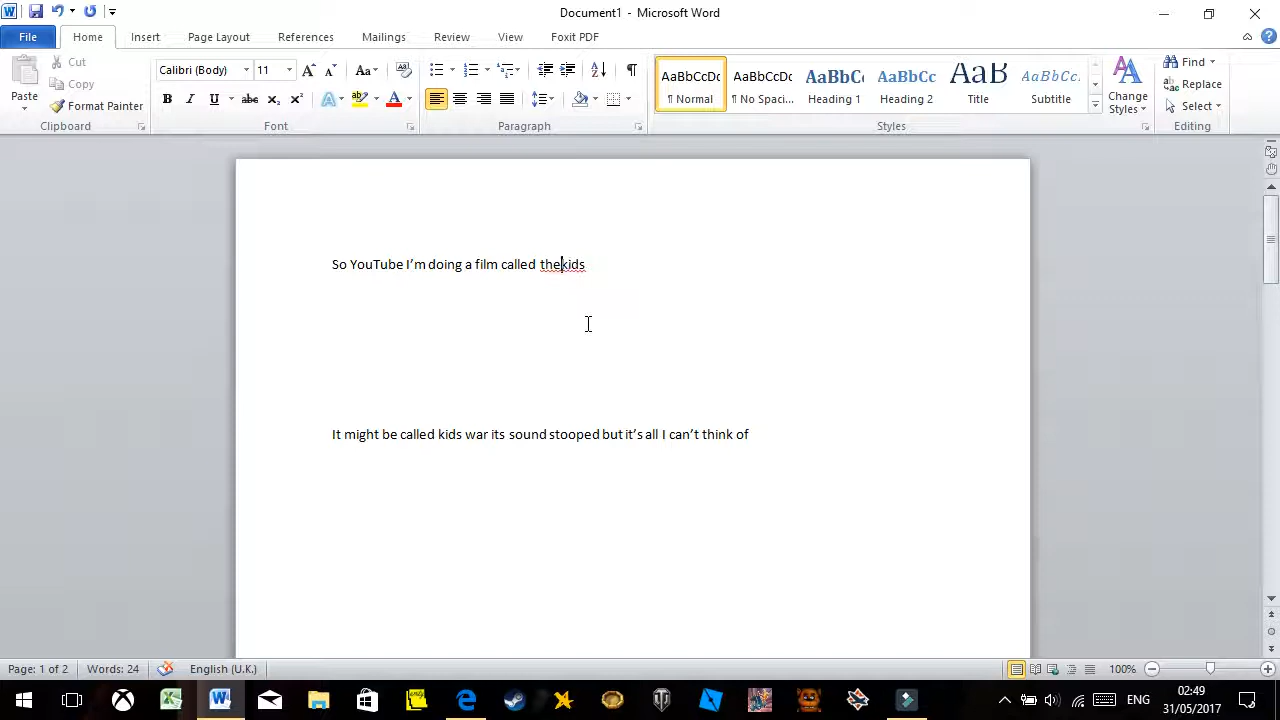 Document1 - Microsoft Word
File Home Insert Page Layout References Mailings Review View Foxit PDF
Paste
Cut
Copy
Format Painter
Clipboard
Calibri (Body) 11
Font
Paragraph
AaBbCcDc AaBbCcDc AaBbC AaBbCc AaB AaBbCc.
¶ Normal ¶ No Spaci... Heading 1 Heading 2 Title Subtitle
Change Styles
Styles
Find
Replace
Select
Editing
So YouTube I’m doing a film called thekids
It might be called kids war its sound stooped but it’s all I can’t think of
Page: 1 of 2 Words: 24 English (U.K.) 100%
ENG 02:49
31/05/2017